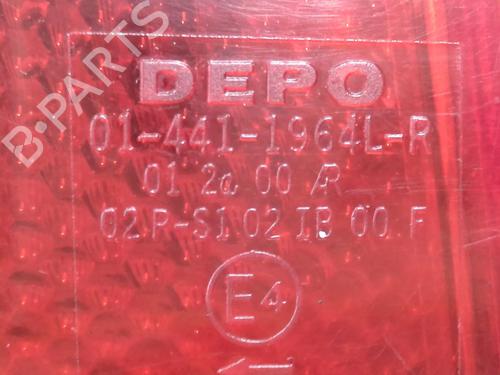 B-PARTS
DEPO
01-441-1964L-R
01 2a 00 AR
02 P-S1 02 IB 00 F
E4